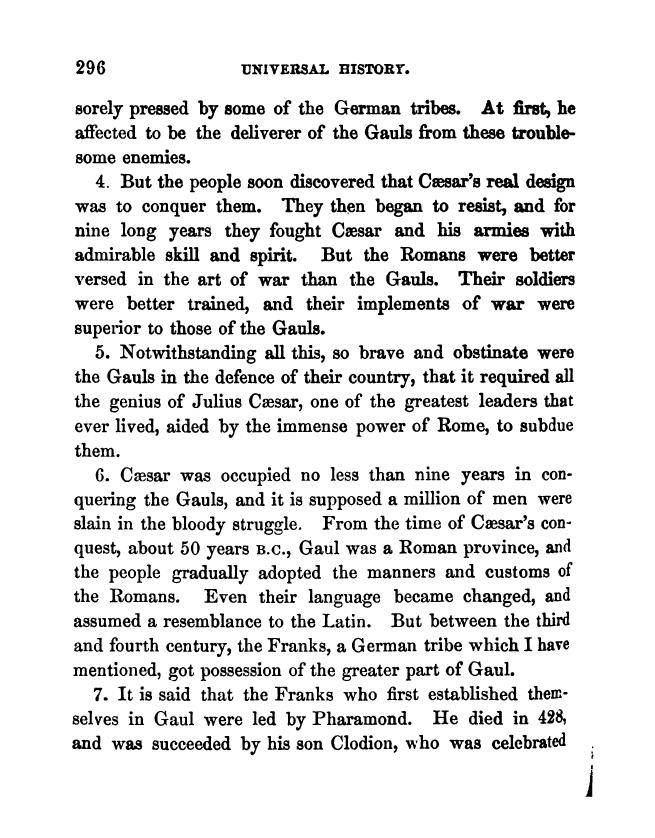 296 UNIVERSAL HISTORY.
sorely pressed by some of the German tribes. At first, he
affected to be the deliverer of the Gauls from these trouble-
some enemies.
4. But the people soon discovered that Cæsar's real design
was to conquer them. They then began to resist, and for
nine long years they fought Cæsar and his armies with
admirable skill and spirit. But the Romans were better
versed in the art of war than the Gauls. Their soldiers
were better trained, and their implements of war were
superior to those of the Gauls.
5. Notwithstanding all this, so brave and obstinate were
the Gauls in the defence of their country, that it required all
the genius of Julius Cæsar, one of the greatest leaders that
ever lived, aided by the immense power of Rome, to subdue
them.
6. Cæsar was occupied no less than nine years in con-
quering the Gauls, and it is supposed a million of men were
slain in the bloody struggle. From the time of Cæsar's con-
quest, about 50 years B.C., Gaul was a Roman province, and
the people gradually adopted the manners and customs of
the Romans. Even their language became changed, and
assumed a resemblance to the Latin. But between the third
and fourth century, the Franks, a German tribe which I have
mentioned, got possession of the greater part of Gaul.
7. It is said that the Franks who first established them-
selves in Gaul were led by Pharamond. He died in 428,
and was succeeded by his son Clodion, who was celebrated